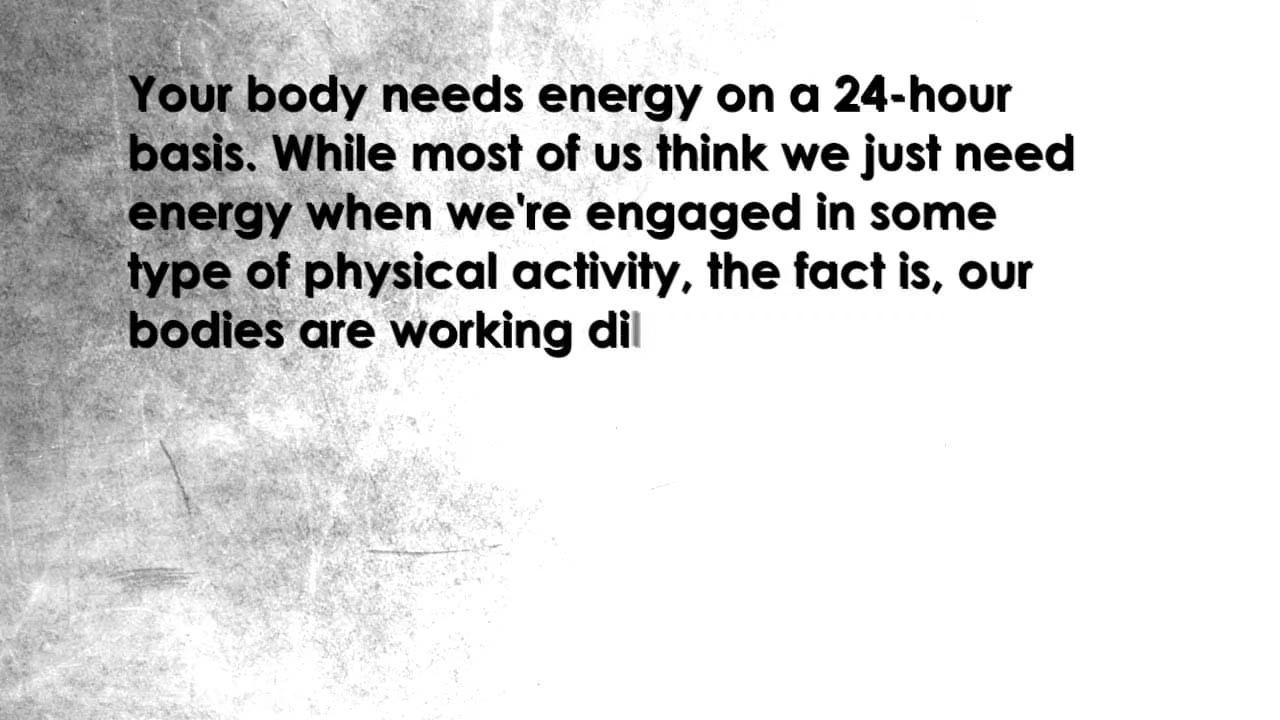 Your body needs energy on a 24-hour
basis. While most of us think we just need
energy when we're engaged in some
type of physical activity, the fact is, our
bodies are working dil